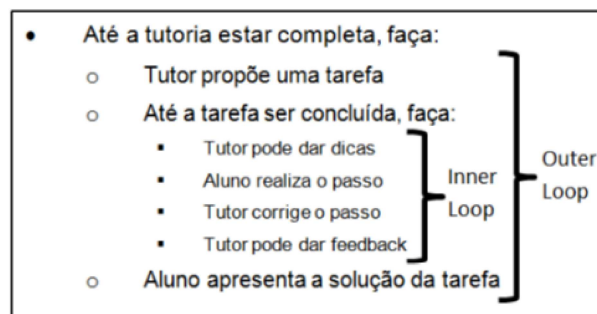 • Até a tutoria estar completa, faça:
o Tutor propõe uma tarefa
o Até a tarefa ser concluída, faça:
▪ Tutor pode dar dicas
▪ Aluno realiza o passo
▪ Tutor corrige o passo
▪ Tutor pode dar feedback
o Aluno apresenta a solução da tarefa
Inner
Loop
Outer
Loop